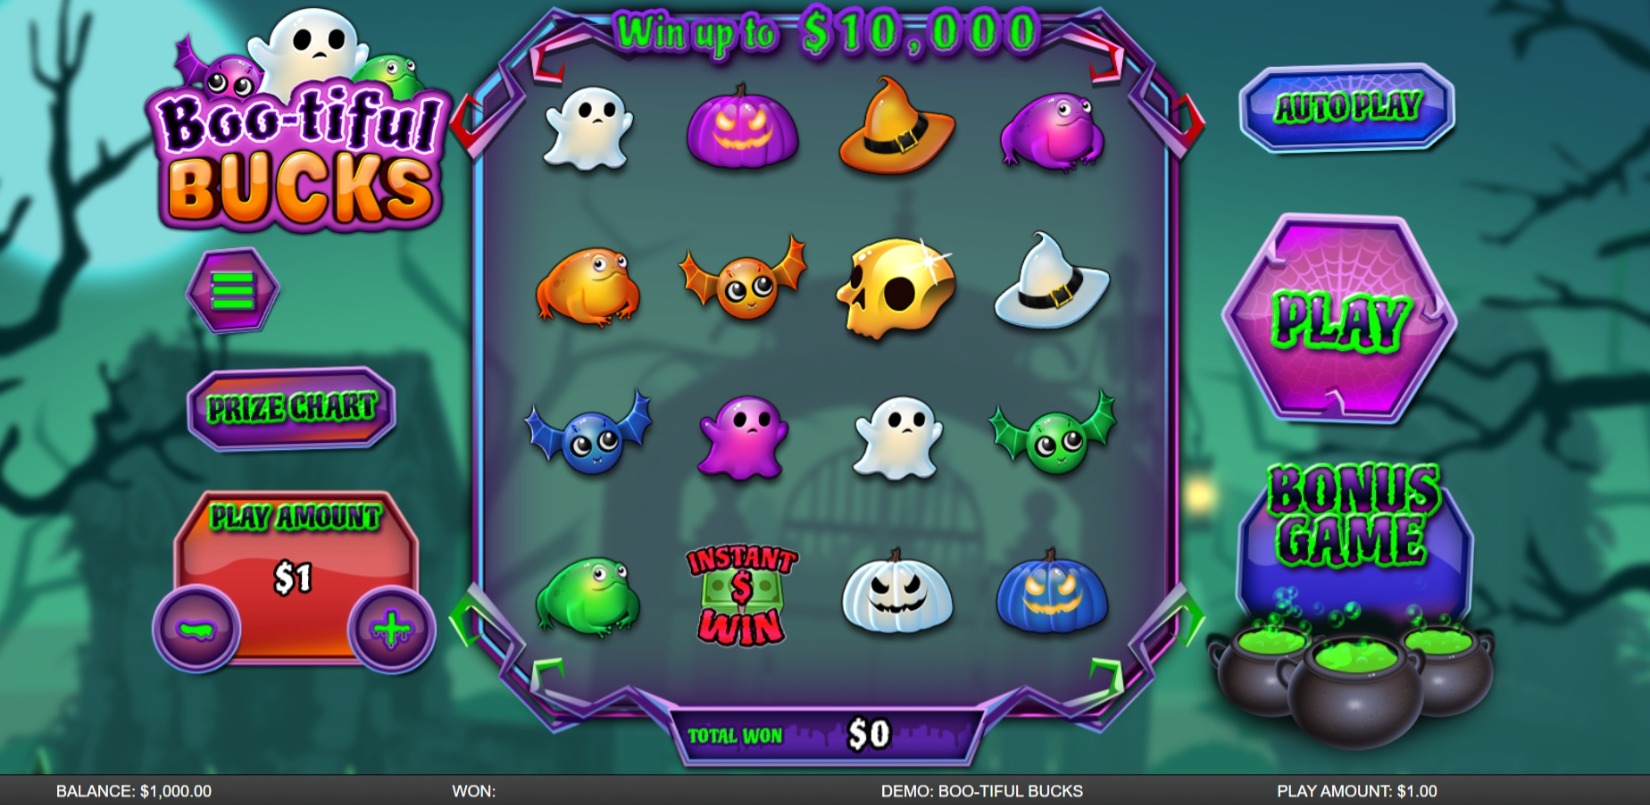 Win up to $10,000
Boo-tiful
BUCKS
AUTO PLAY
PLAY
PRIZE CHART
PLAY AMOUNT
$1
BONUS
GAME
INSTANT
$
WIN
TOTAL WON $0
BALANCE: $1,000.00 WON: DEMO: BOO-TIFUL BUCKS PLAY AMOUNT: $1.00